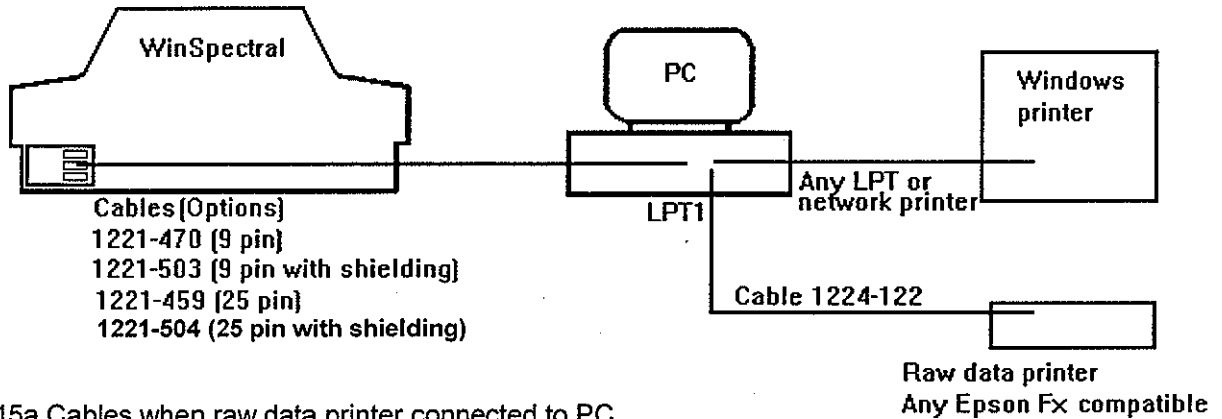 WinSpectral
PC
Windows
printer
Any LPT or
network printer
LPT1
Cables (Options)
1221-470 (9 pin)
1221-503 (9 pin with shielding)
1221-459 (25 pin)
1221-504 (25 pin with shielding)
Cable 1224-122
Raw data printer
Any Epson Fx compatible
15a Cables when raw data printer connected to PC